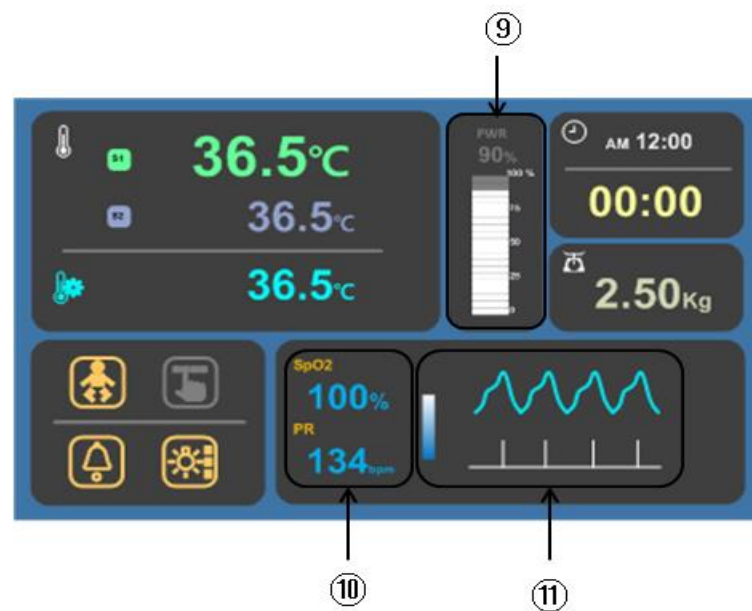 ⑨
S1 36.5℃
S2 36.5℃
36.5℃
PWR
90%
100 %
75
50
25
0
AM 12:00
00:00
2.50Kg
SpO2
100%
PR
134bpm
⑩
⑪